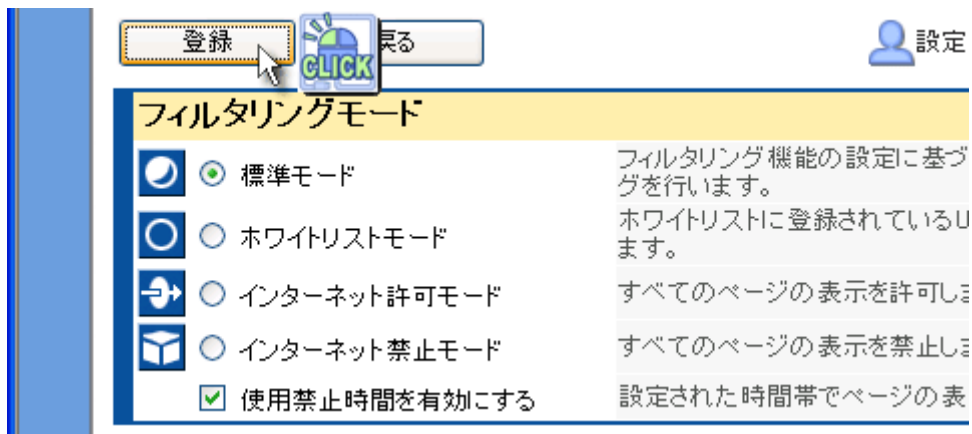 登録
CLICK
戻る
設定
フィルタリングモード
標準モード
フィルタリング機能の設定に基づ
グを行います。
ホワイトリストモード
ホワイトリストに登録されているU
ます。
インターネット許可モード
すべてのページの表示を許可しま
インターネット禁止モード
すべてのページの表示を禁止しま
使用禁止時間を有効にする
設定された時間帯でページの表